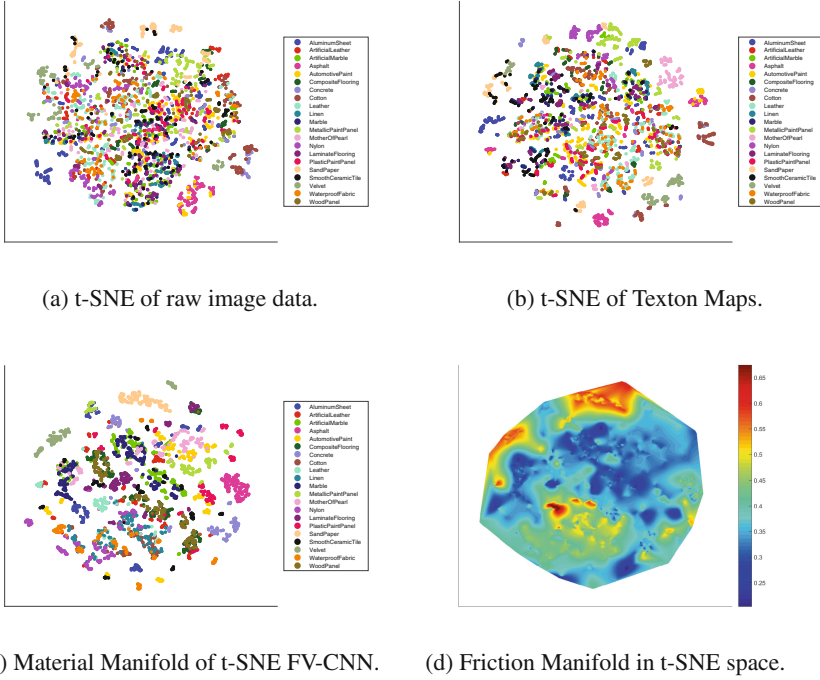 AluminumSheet
ArtificialLeather
ArtificialMarble
Asphalt
AutomotivePaint
CompositeFlooring
Concrete
Cotton
Leather
Linen
Marble
MetallicPaintPanel
MotherOfPearl
Nylon
LaminateFlooring
PlasticPaintPanel
SandPaper
SmoothCeramicTile
Velvet
WaterproofFabric
WoodPanel
(a) t-SNE of raw image data.
AluminumSheet
ArtificialLeather
ArtificialMarble
Asphalt
AutomotivePaint
CompositeFlooring
Concrete
Cotton
Leather
Linen
Marble
MetallicPaintPanel
MotherOfPearl
Nylon
LaminateFlooring
PlasticPaintPanel
SandPaper
SmoothCeramicTile
Velvet
WaterproofFabric
WoodPanel
(b) t-SNE of Texton Maps.
AluminumSheet
ArtificialLeather
ArtificialMarble
Asphalt
AutomotivePaint
CompositeFlooring
Concrete
Cotton
Leather
Linen
Marble
MetallicPaintPanel
MotherOfPearl
Nylon
LaminateFlooring
PlasticPaintPanel
SandPaper
SmoothCeramicTile
Velvet
WaterproofFabric
WoodPanel
) Material Manifold of t-SNE FV-CNN.
0.65
0.6
0.55
0.5
0.45
0.4
0.35
0.3
0.25
(d) Friction Manifold in t-SNE space.